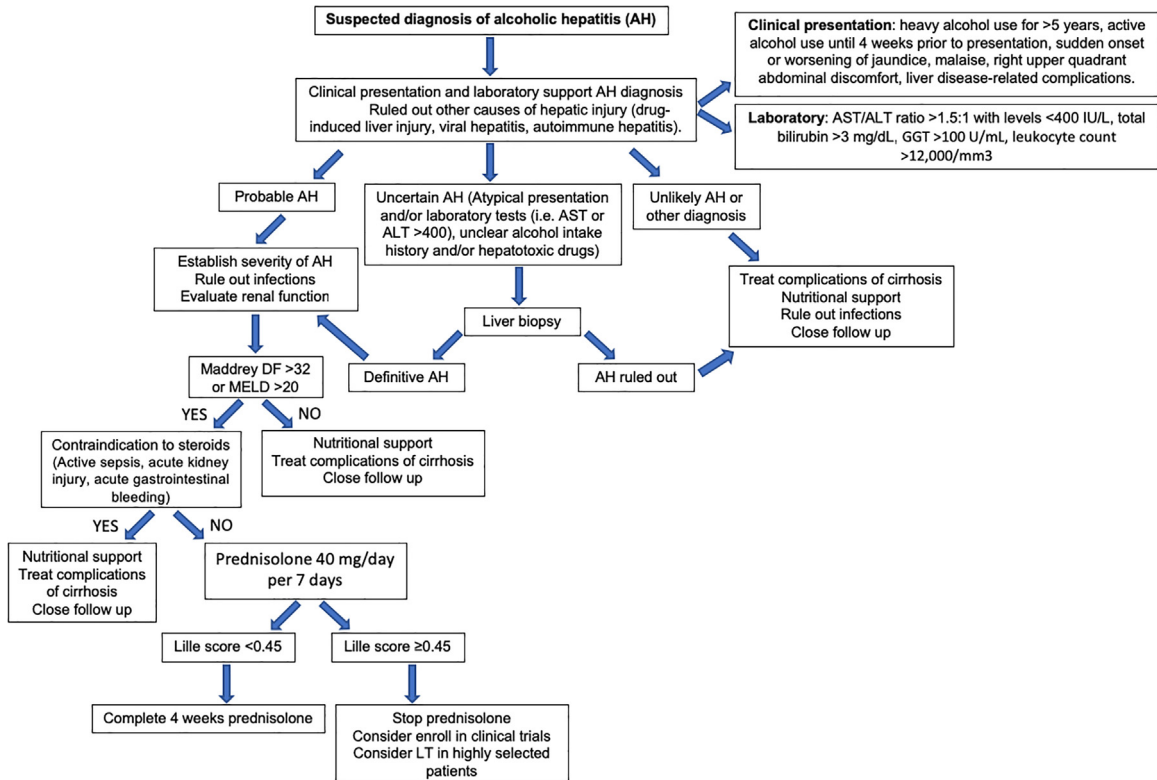 Suspected diagnosis of alcoholic hepatitis (AH)
Clinical presentation: heavy alcohol use for >5 years, active
alcohol use until 4 weeks prior to presentation, sudden onset
or worsening of jaundice, malaise, right upper quadrant
abdominal discomfort, liver disease-related complications.
Clinical presentation and laboratory support AH diagnosis
Ruled out other causes of hepatic injury (drug-
induced liver injury, viral hepatitis, autoimmune hepatitis).
Laboratory: AST/ALT ratio >1.5:1 with levels <400 IU/L, total
bilirubin >3 mg/dL, GGT >100 U/mL, leukocyte count
>12,000/mm3
Probable AH
Uncertain AH (Atypical presentation
and/or laboratory tests (i.e. AST or
ALT >400), unclear alcohol intake
history and/or hepatotoxic drugs)
Unlikely AH or
other diagnosis
Establish severity of AH
Rule out infections
Evaluate renal function
Treat complications of cirrhosis
Nutritional support
Rule out infections
Close follow up
Liver biopsy
Maddrey DF >32
or MELD >20
Definitive AH
AH ruled out
YES
NO
Contraindication to steroids
(Active sepsis, acute kidney
injury, acute gastrointestinal
bleeding)
Nutritional support
Treat complications of cirrhosis
Close follow up
YES
NO
Nutritional support
Treat complications
of cirrhosis
Close follow up
Prednisolone 40 mg/day
per 7 days
Lille score <0.45
Lille score ≥0.45
Complete 4 weeks prednisolone
Stop prednisolone
Consider enroll in clinical trials
Consider LT in highly selected
patients